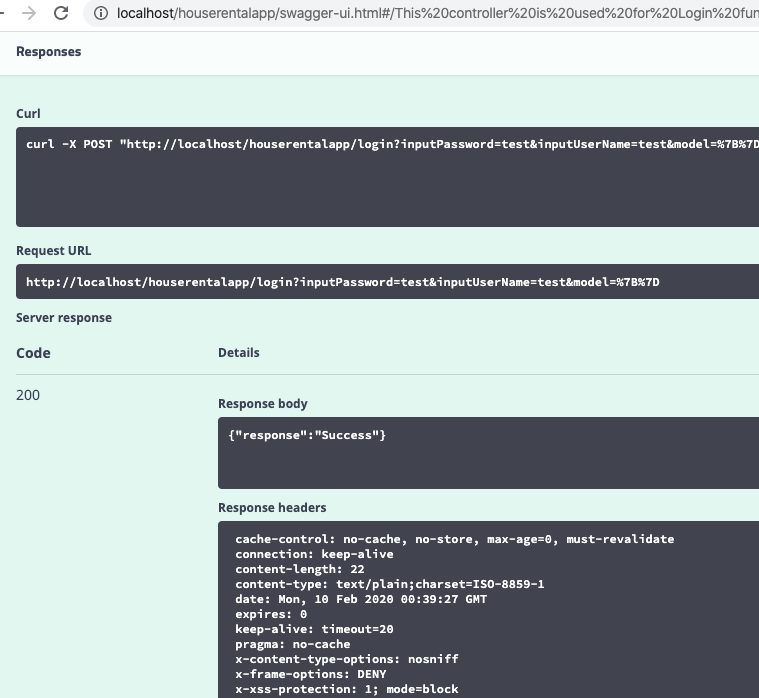 localhost/houserentalapp/swagger-ui.html#/This%20controller%20is%20used%20for%20Login%20fun
Responses
Curl
curl -X POST "http://localhost/houserentalapp/login?inputPassword=test&inputUserName=test&model=%7B%7D
Request URL
http://localhost/houserentalapp/login?inputPassword=test&inputUserName=test&model=%7B%7D
Server response
Code Details
200
Response body
{"response":"Success"}
Response headers
cache-control: no-cache, no-store, max-age=0, must-revalidate
connection: keep-alive
content-length: 22
content-type: text/plain;charset=ISO-8859-1
date: Mon, 10 Feb 2020 00:39:27 GMT
expires: 0
keep-alive: timeout=20
pragma: no-cache
x-content-type-options: nosniff
x-frame-options: DENY
x-xss-protection: 1; mode=block